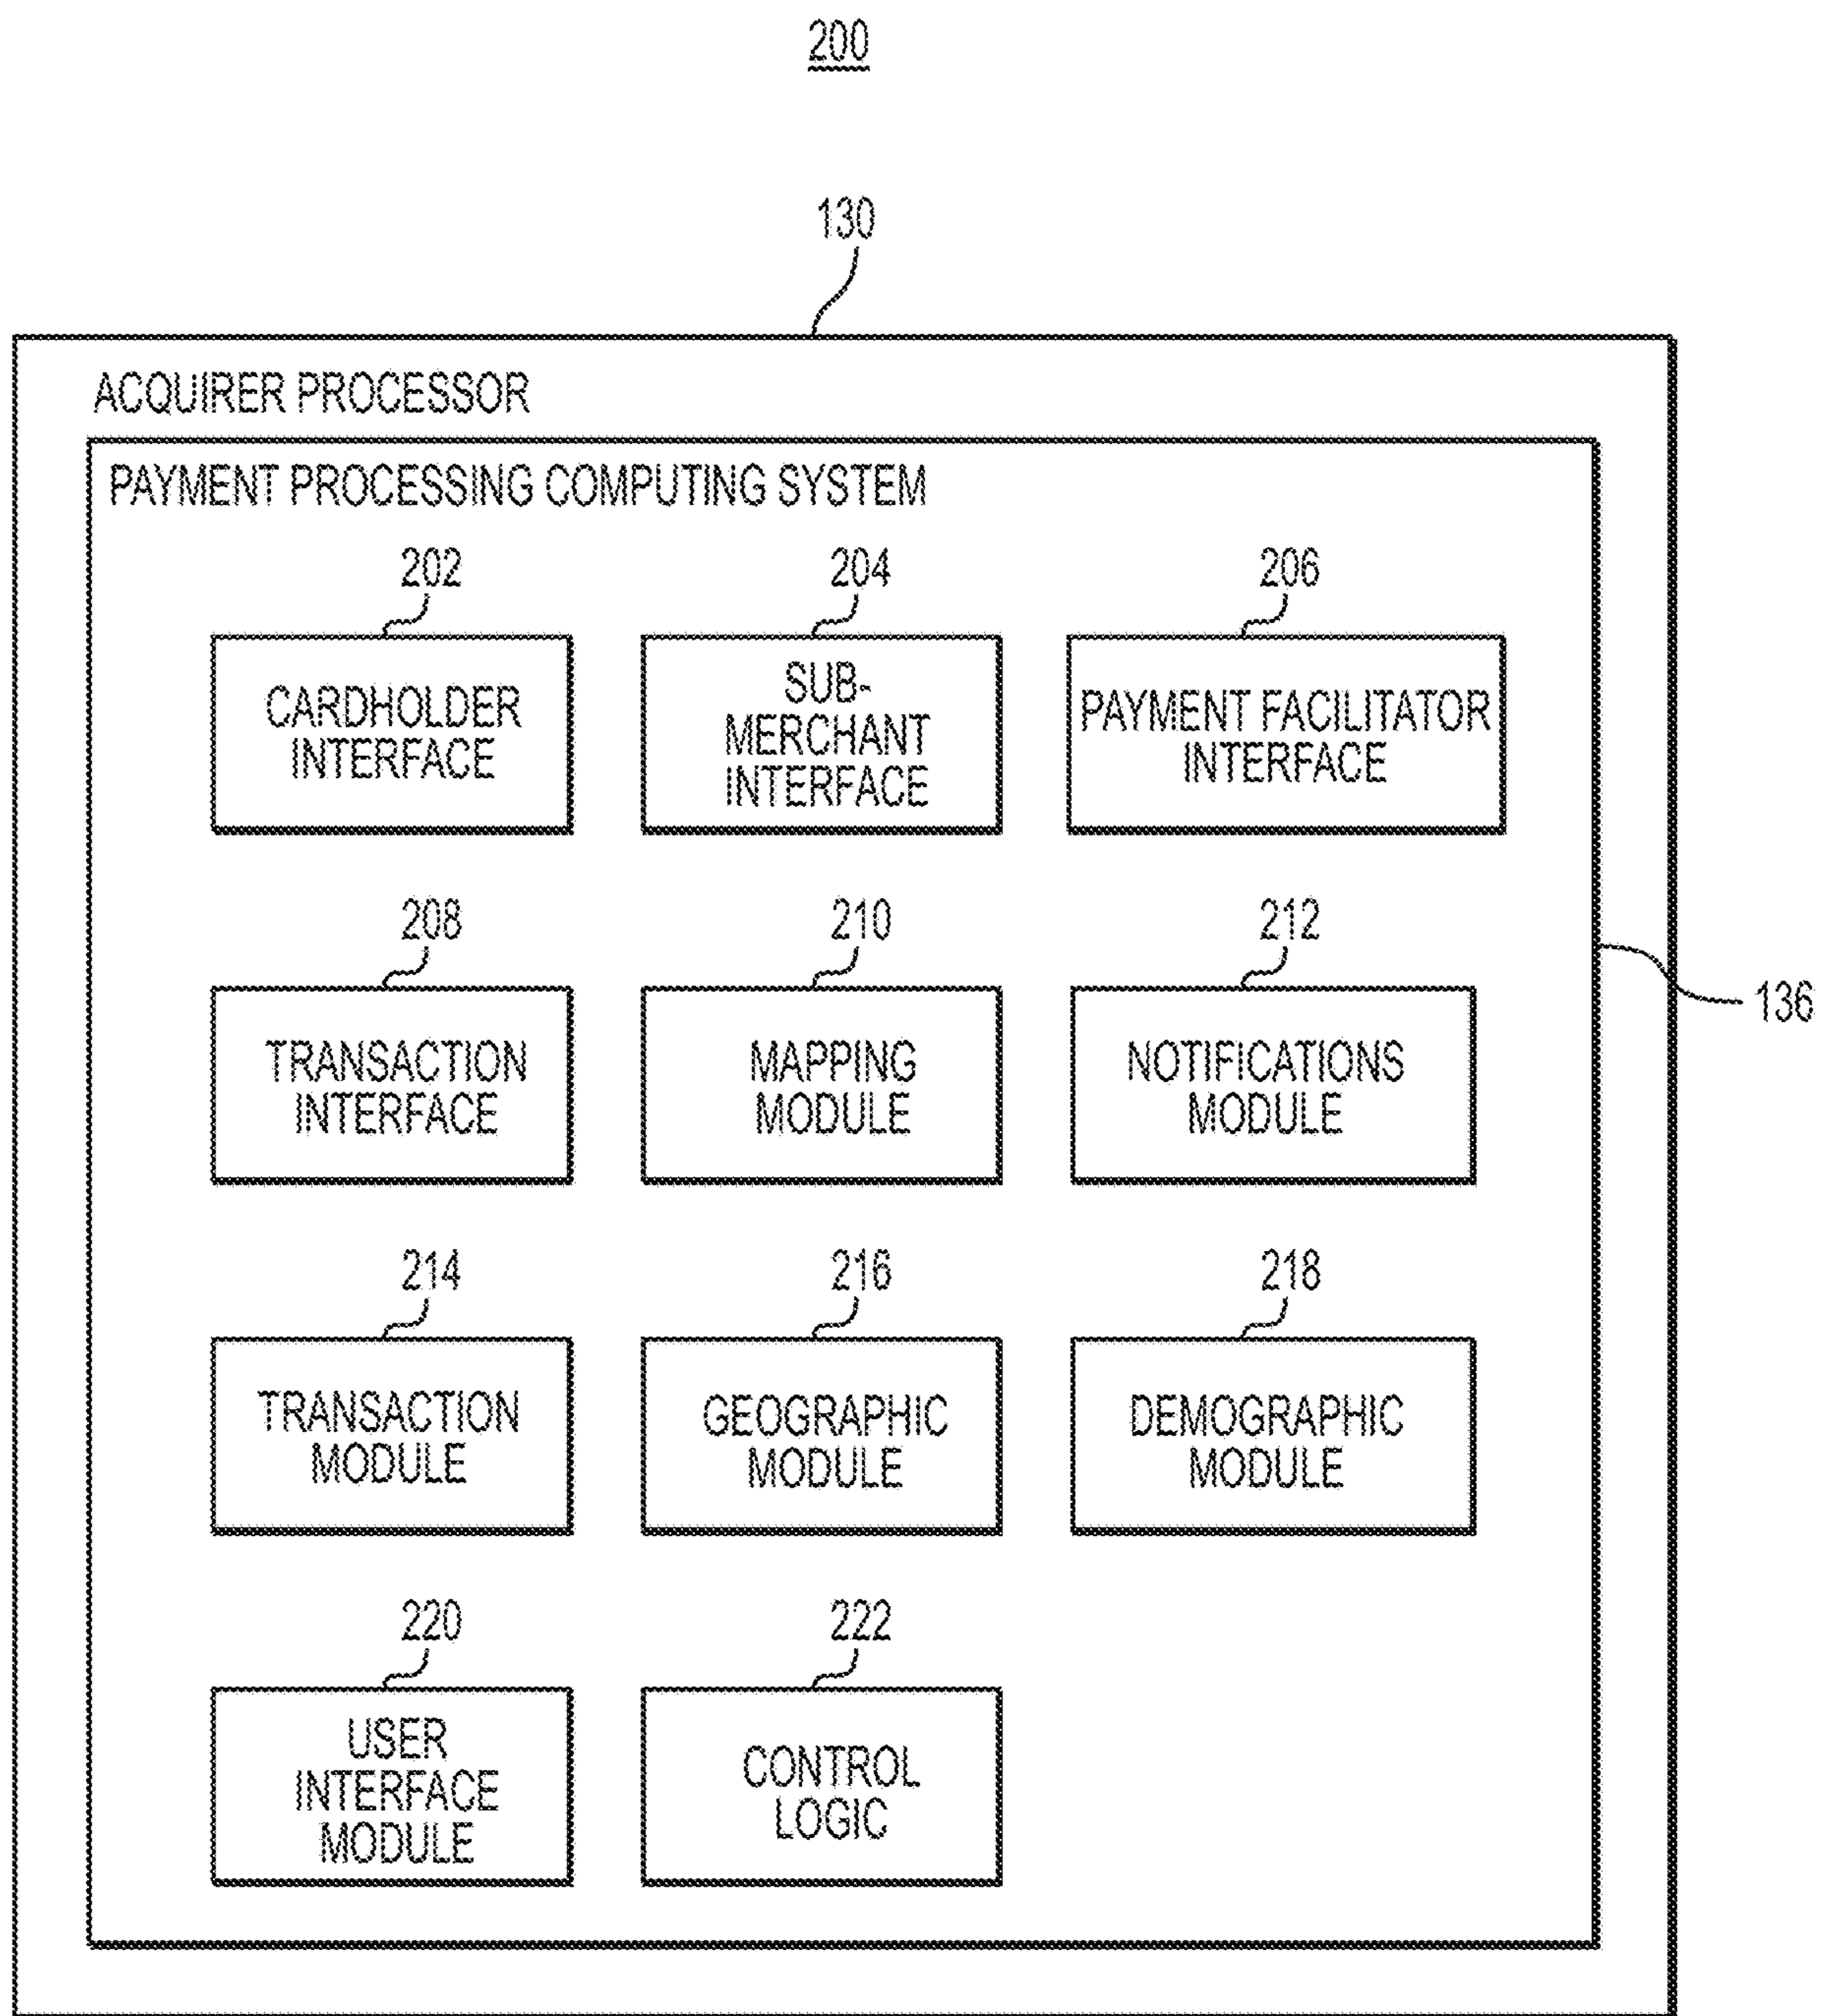 200
130
ACQUIRER PROCESSOR
PAYMENT PROCESSING COMPUTING SYSTEM
202
204
206
CARDHOLDER
INTERFACE
SUB-
MERCHANT
INTERFACE
PAYMENT FACILITATOR
INTERFACE
208
210
212
TRANSACTION
INTERFACE
MAPPING
MODULE
NOTIFICATIONS
MODULE
136
214
216
218
TRANSACTION
MODULE
GEOGRAPHIC
MODULE
DEMOGRAPHIC
MODULE
220
222
USER
INTERFACE
MODULE
CONTROL
LOGIC